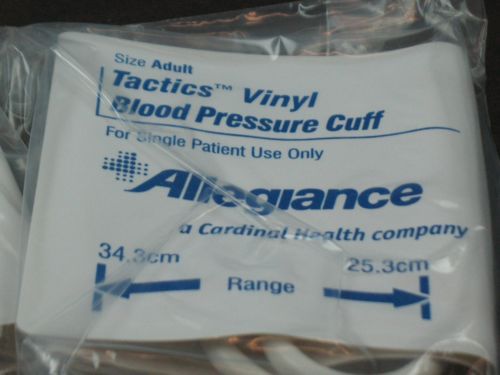 Size Adult
Tactics™ Vinyl
Blood Pressure Cuff
For Single Patient Use Only
Allegiance
a Cardinal Health company
34.3cm
25.3cm
Range